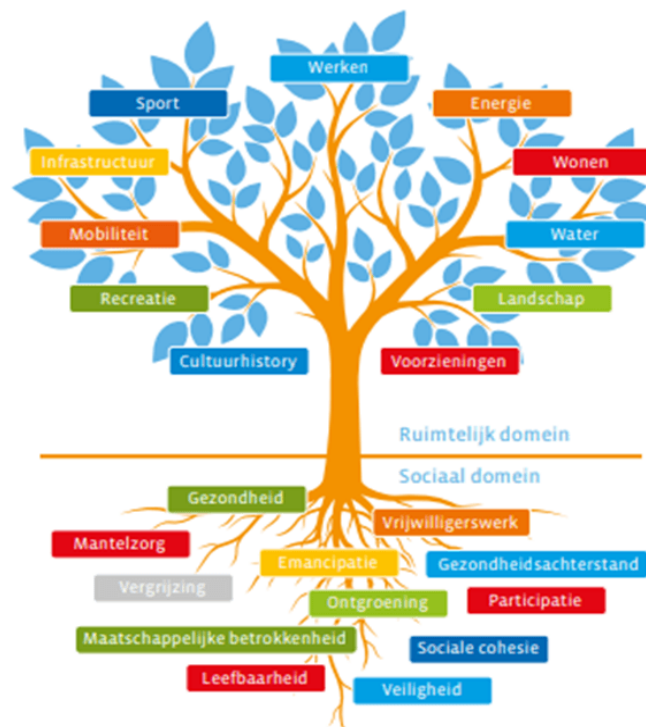 Werken
Sport
Energie
Infrastructuur
Wonen
Mobiliteit
Water
Recreatie
Landschap
Cultuurhistory
Voorzieningen
Ruimtelijk domein
Sociaal domein
Gezondheid
Vrijwilligerswerk
Mantelzorg
Emancipatie
Gezondheidsachterstand
Vergrijzing
Ontgroening
Participatie
Maatschappelijke betrokkenheid
Sociale cohesie
Leefbaarheid
Veiligheid